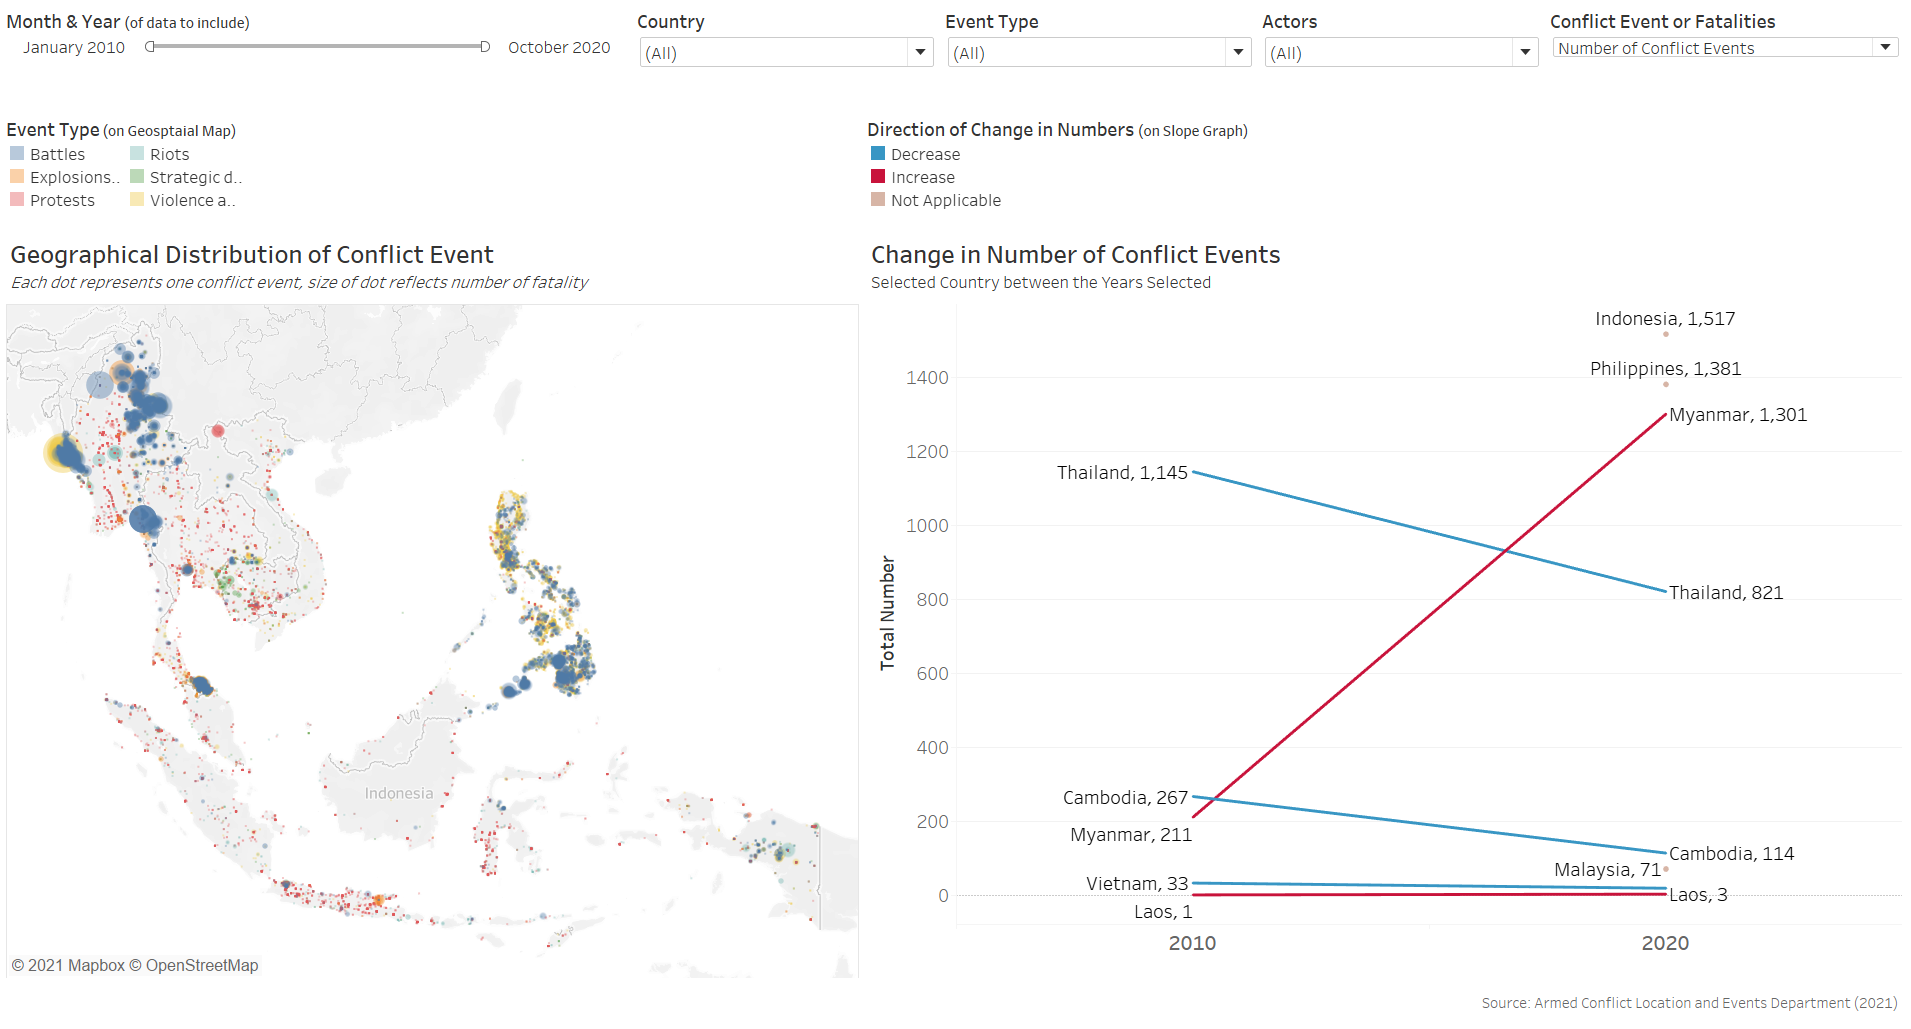 Month & Year (of data to include)
January 2010
October 2020
Country
(All)
Event Type
(All)
Actors
(All)
Conflict Event or Fatalities
Number of Conflict Events
Event Type (on Geosptaial Map)
Battles
Riots
Explosions..
Strategic d..
Protests
Violence a..
Direction of Change in Numbers (on Slope Graph)
Decrease
Increase
Not Applicable
Geographical Distribution of Conflict Event
Each dot represents one conflict event, size of dot reflects number of fatality
Indonesia
© 2021 Mapbox © OpenStreetMap
Change in Number of Conflict Events
Selected Country between the Years Selected
Total Number
1400
1200
1000
800
600
400
200
0
Indonesia, 1,517
Philippines, 1,381
Myanmar, 1,301
Thailand, 1,145
Thailand, 821
Cambodia, 267
Myanmar, 211
Cambodia, 114
Malaysia, 71
Vietnam, 33
Laos, 3
Laos, 1
2010
2020
Source: Armed Conflict Location and Events Department (2021)